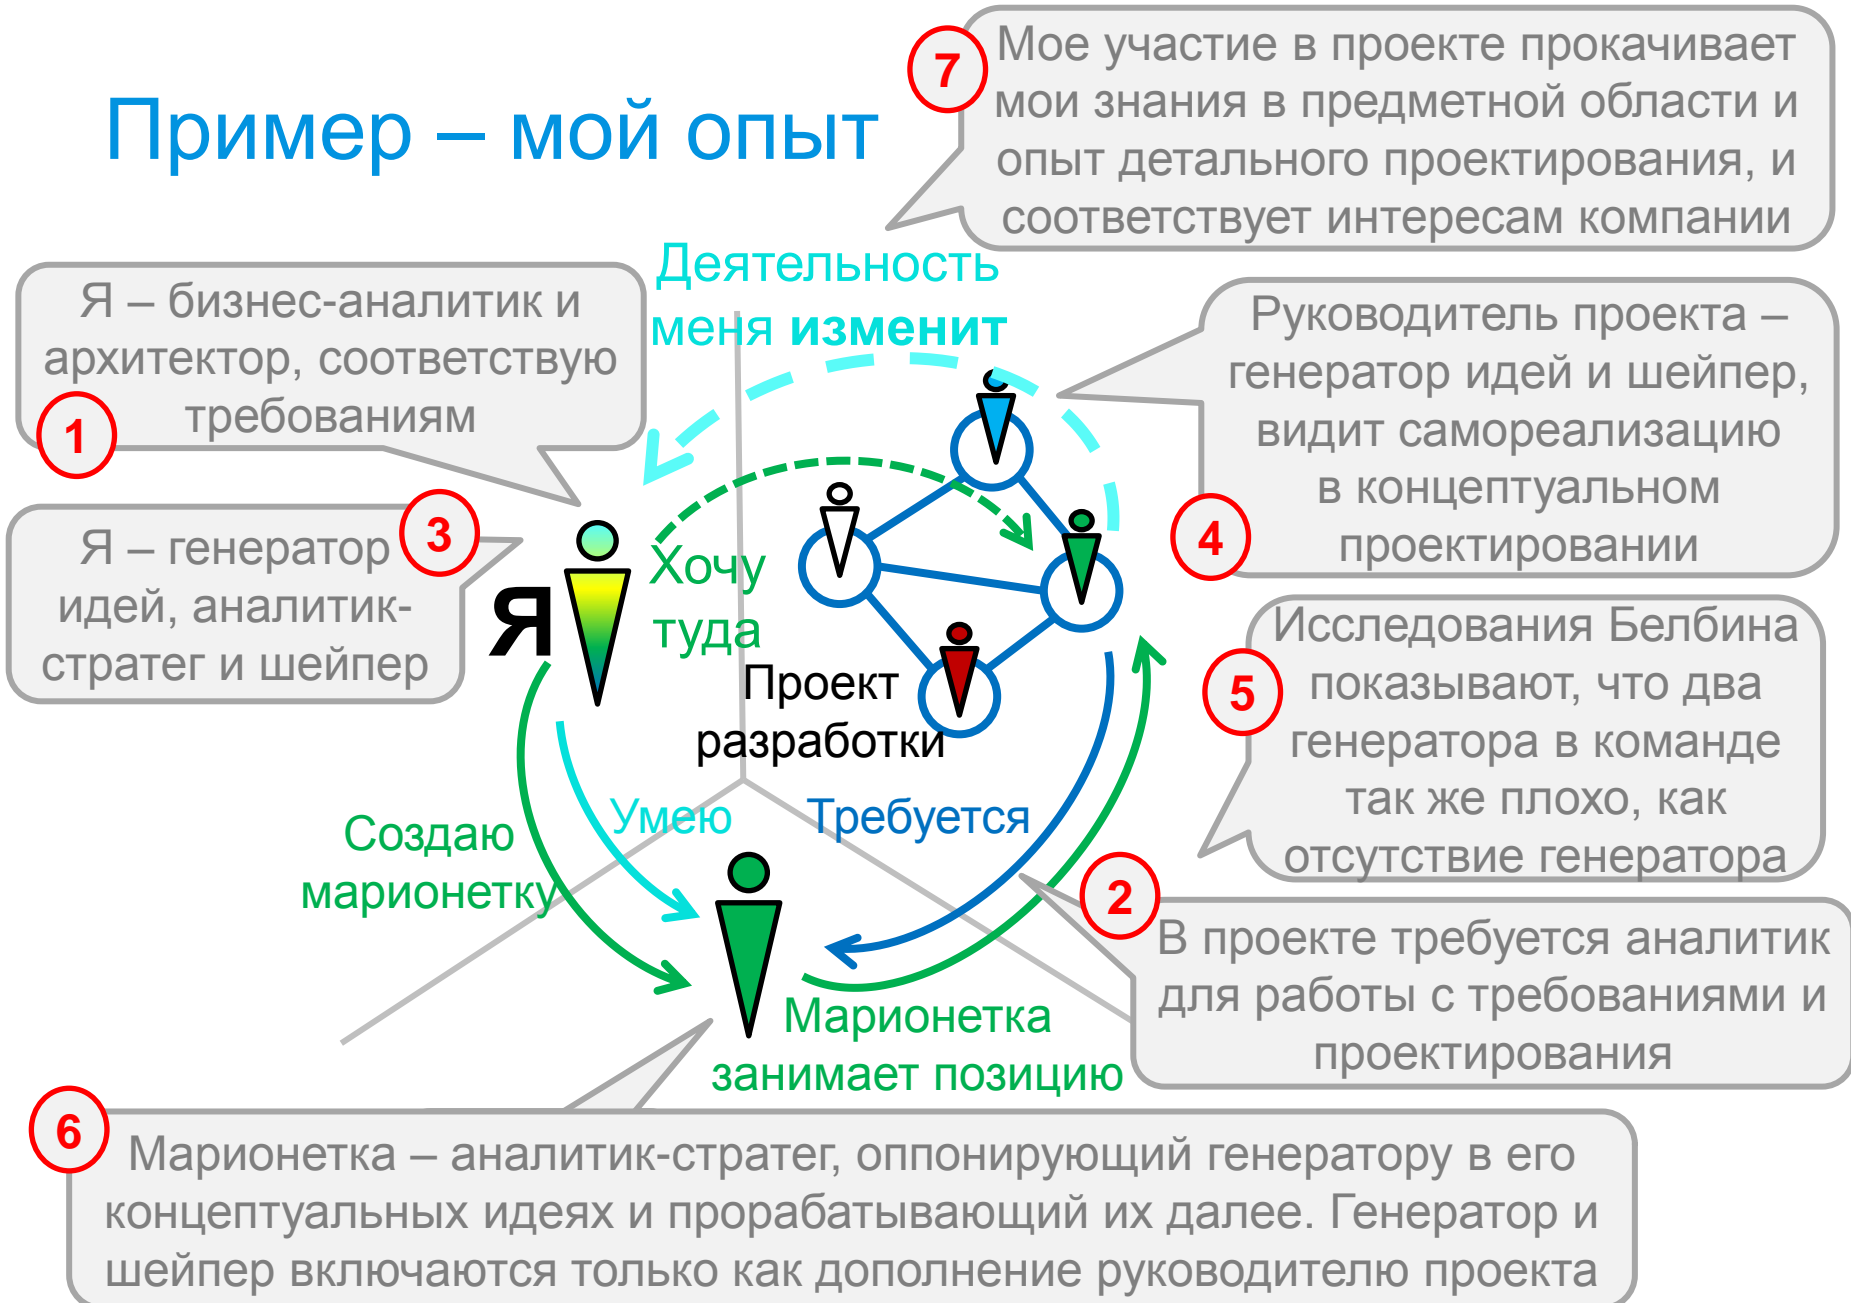 Пример – мой опыт
7
Мое участие в проекте прокачивает
мои знания в предметной области и
опыт детального проектирования, и
соответствует интересам компании
Деятельность
меня изменит
Я – бизнес-аналитик и
архитектор, соответствую
требованиям
1
Руководитель проекта –
генератор идей и шейпер,
видит самореализацию
в концептуальном
проектировании
4
Я – генератор
идей, аналитик-
стратег и шейпер
3
Я
Хочу
туда
Проект
разработки
Исследования Белбина
показывают, что два
генератора в команде
так же плохо, как
отсутствие генератора
5
Создаю
марионетку
Умею
Требуется
2
В проекте требуется аналитик
для работы с требованиями и
проектирования
Марионетка
занимает позицию
6
Марионетка – аналитик-стратег, оппонирующий генератору в его
концептуальных идеях и прорабатывающий их далее. Генератор и
шейпер включаются только как дополнение руководителю проекта